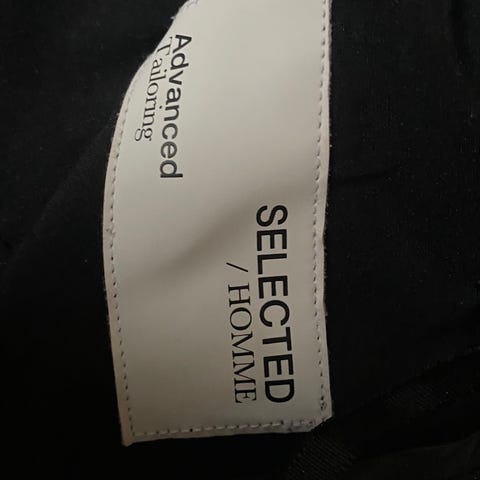 SELECTED
/ HOMME
Advanced
Tailoring